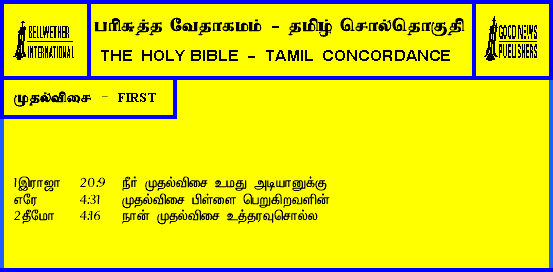 BELLWETHER
INTERNATIONAL
பரிசுத்த வேதாகமம் - தமிழ் சொல்தொகுதி
THE HOLY BIBLE - TAMIL CONCORDANCE
GOOD NEWS
PUBLISHERS
முதல்விசை - FIRST
1இராஜா 20:9 நீர் முதல்விசை உமது அடியானுக்கு
எரே 4:31 முதல்விசை பிள்ளை பெறுகிறவளின்
2தீமோ 4:16 நான் முதல்விசை உத்தரவுசொல்ல